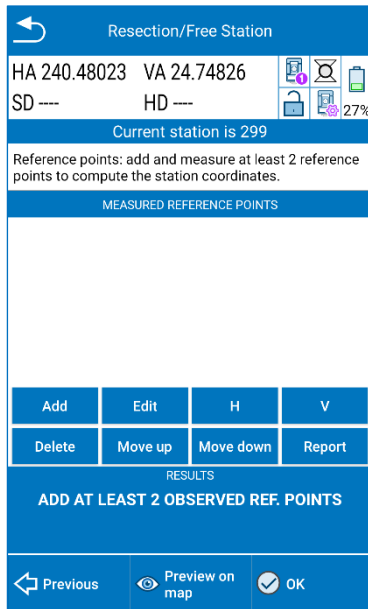 Resection/Free Station
HA 240.48023 VA 24.74826
SD ---- HD ----
27%
Current station is 299
Reference points: add and measure at least 2 reference
points to compute the station coordinates.
MEASURED REFERENCE POINTS
Add Edit H V
Delete Move up Move down Report
RESULTS
ADD AT LEAST 2 OBSERVED REF. POINTS
Previous Preview on
map OK